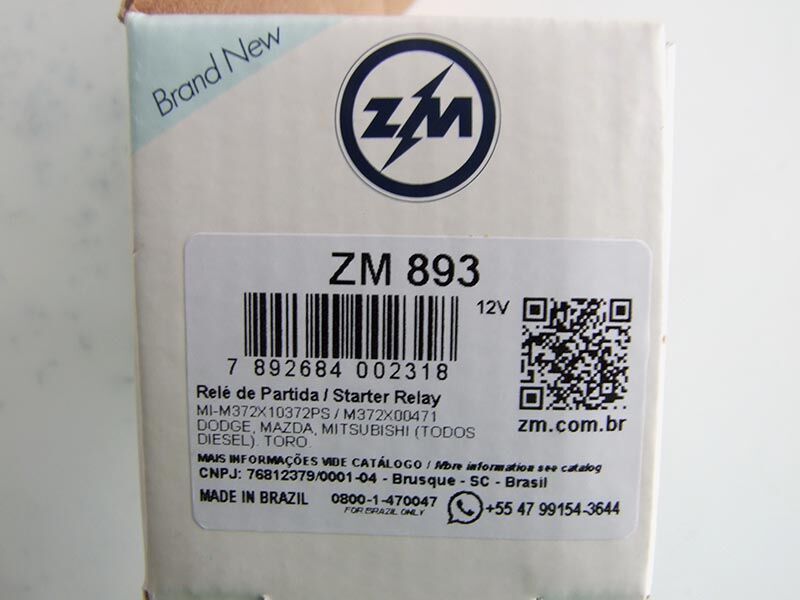 Brand New
ZM
ZM 893
12V
7 892684 002318
Relé de Partida / Starter Relay
MI-M372X10372PS / M372X00471
DODGE, MAZDA, MITSUBISHI (TODOS
DIESEL). TORO.
zm.com.br
MAIS INFORMAÇÕES VIDE CATÁLOGO / More information see catalog
CNPJ: 76812379/0001-04 - Brusque - SC - Brasil
MADE IN BRAZIL
0800-1-470047
FOR BRAZIL ONLY
+55 47 99154-3644